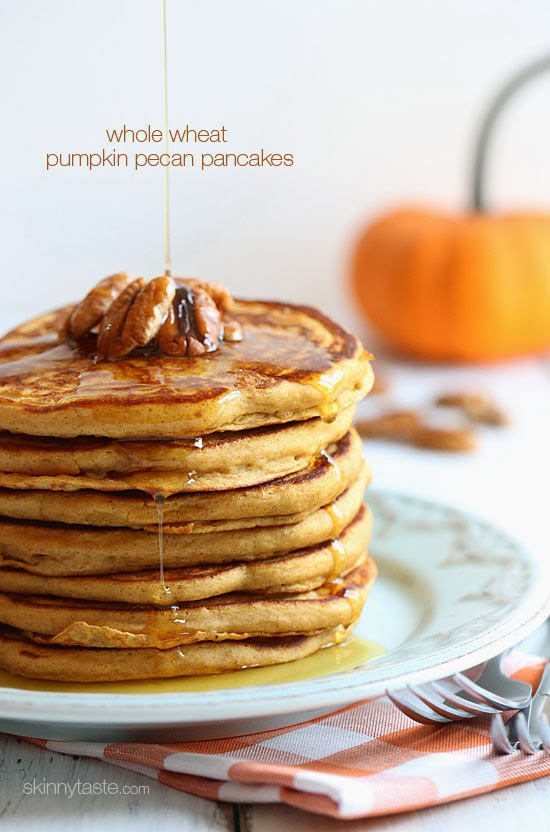 whole wheat
pumpkin pecan pancakes
skinnytaste.com